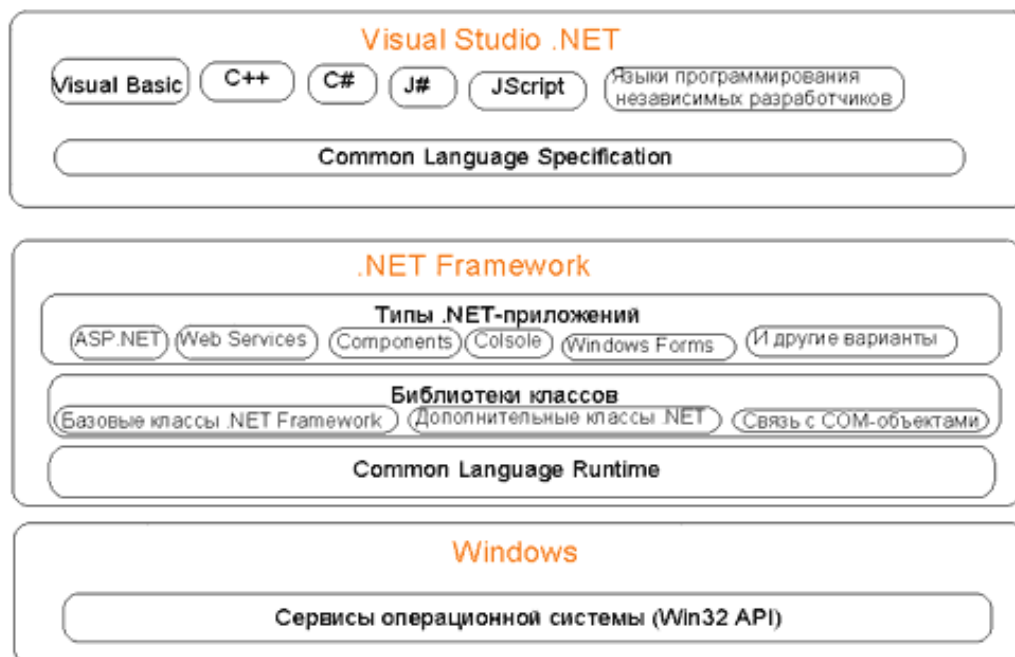 Visual Studio .NET
Visual Basic
C++
C#
J#
JScript
Языки программирования
независимых разработчиков
Common Language Specification
.NET Framework
Типы .NET-приложений
ASP.NET
Web Services
Components
Colsole
Windows Forms
И другие варианты
Библиотеки классов
Базовые классы .NET Framework
Дополнительные классы .NET
Связь с COM-объектами
Common Language Runtime
Windows
Сервисы операционной системы (Win32 API)